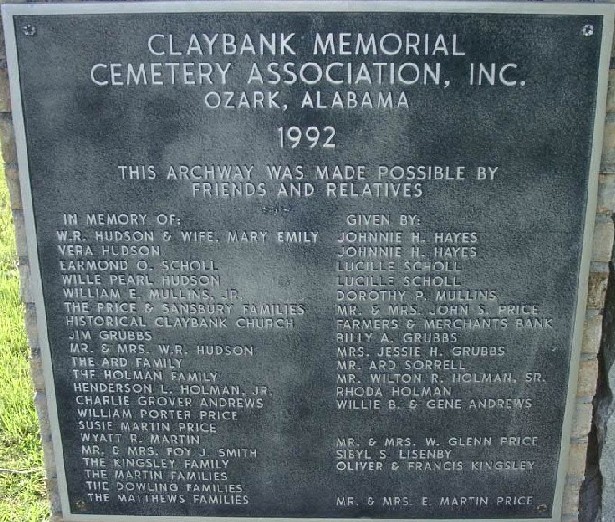 CLAYBANK MEMORIAL
CEMETERY ASSOCIATION, INC.
OZARK, ALABAMA
1992
THIS ARCHWAY WAS MADE POSSIBLE BY
FRIENDS AND RELATIVES
IN MEMORY OF: GIVEN BY:
W.R. HUDSON & WIFE, MARY EMILY JOHNNIE H. HAYES
VERA HUDSON JOHNNIE H. HAYES
EARMOND O. SCHOLL LUCILLE SCHOLL
WILLE PEARL HUDSON LUCILLE SCHOLL
WILLIAM E. MULLINS, JR. DOROTHY P. MULLINS
THE PRICE & SANSBURY FAMILIES MR. & MRS. JOHN S. PRICE
HISTORICAL CLAYBANK CHURCH FARMERS & MERCHANTS BANK
JIM GRUBBS BILLY A. GRUBBS
MR. & MRS. W.R. HUDSON MRS. JESSIE H. GRUBBS
THE ARD FAMILY MR. ARD SORRELL
THE HOLMAN FAMILY MR. WILTON R. HOLMAN, SR.
HENDERSON L. HOLMAN, JR. RHODA HOLMAN
CHARLIE GROVER ANDREWS WILLIE B. & GENE ANDREWS
WILLIAM PORTER PRICE
SUSIE MARTIN PRICE
WYATT R. MARTIN MR. & MRS. W. GLENN PRICE
MR. & MRS. FOY J. SMITH SIBYL S. LISENBY
THE KINGSLEY FAMILY OLIVER & FRANCIS KINGSLEY
THE MARTIN FAMILIES
THE DOWLING FAMILIES
THE MATTHEWS FAMILIES MR. & MRS. E. MARTIN PRICE